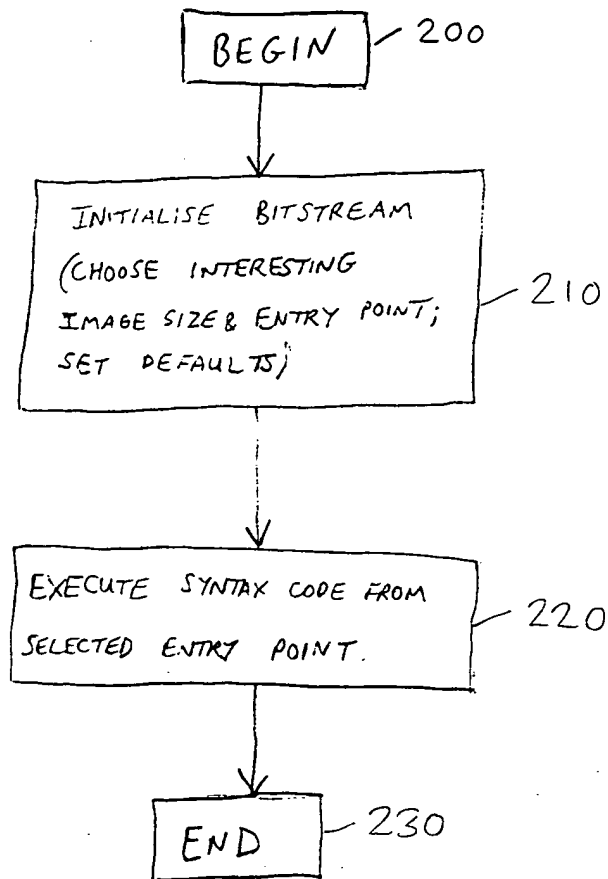 BEGIN
200
INITIALISE BITSTREAM
(CHOOSE INTERESTING
IMAGE SIZE & ENTRY POINT;
SET DEFAULTS;
210
EXECUTE SYNTAX CODE FROM
SELECTED ENTRY POINT.
220
END
230